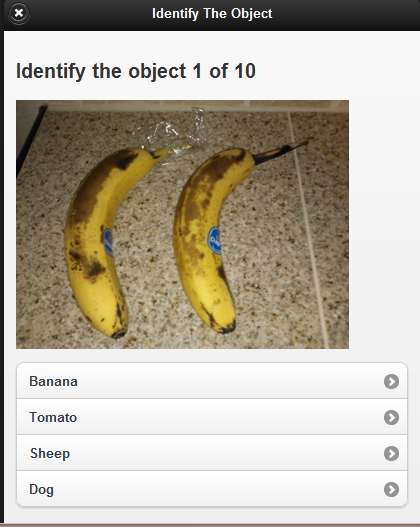 Identify The Object
Identify the object 1 of 10
Banana
Tomato
Sheep
Dog